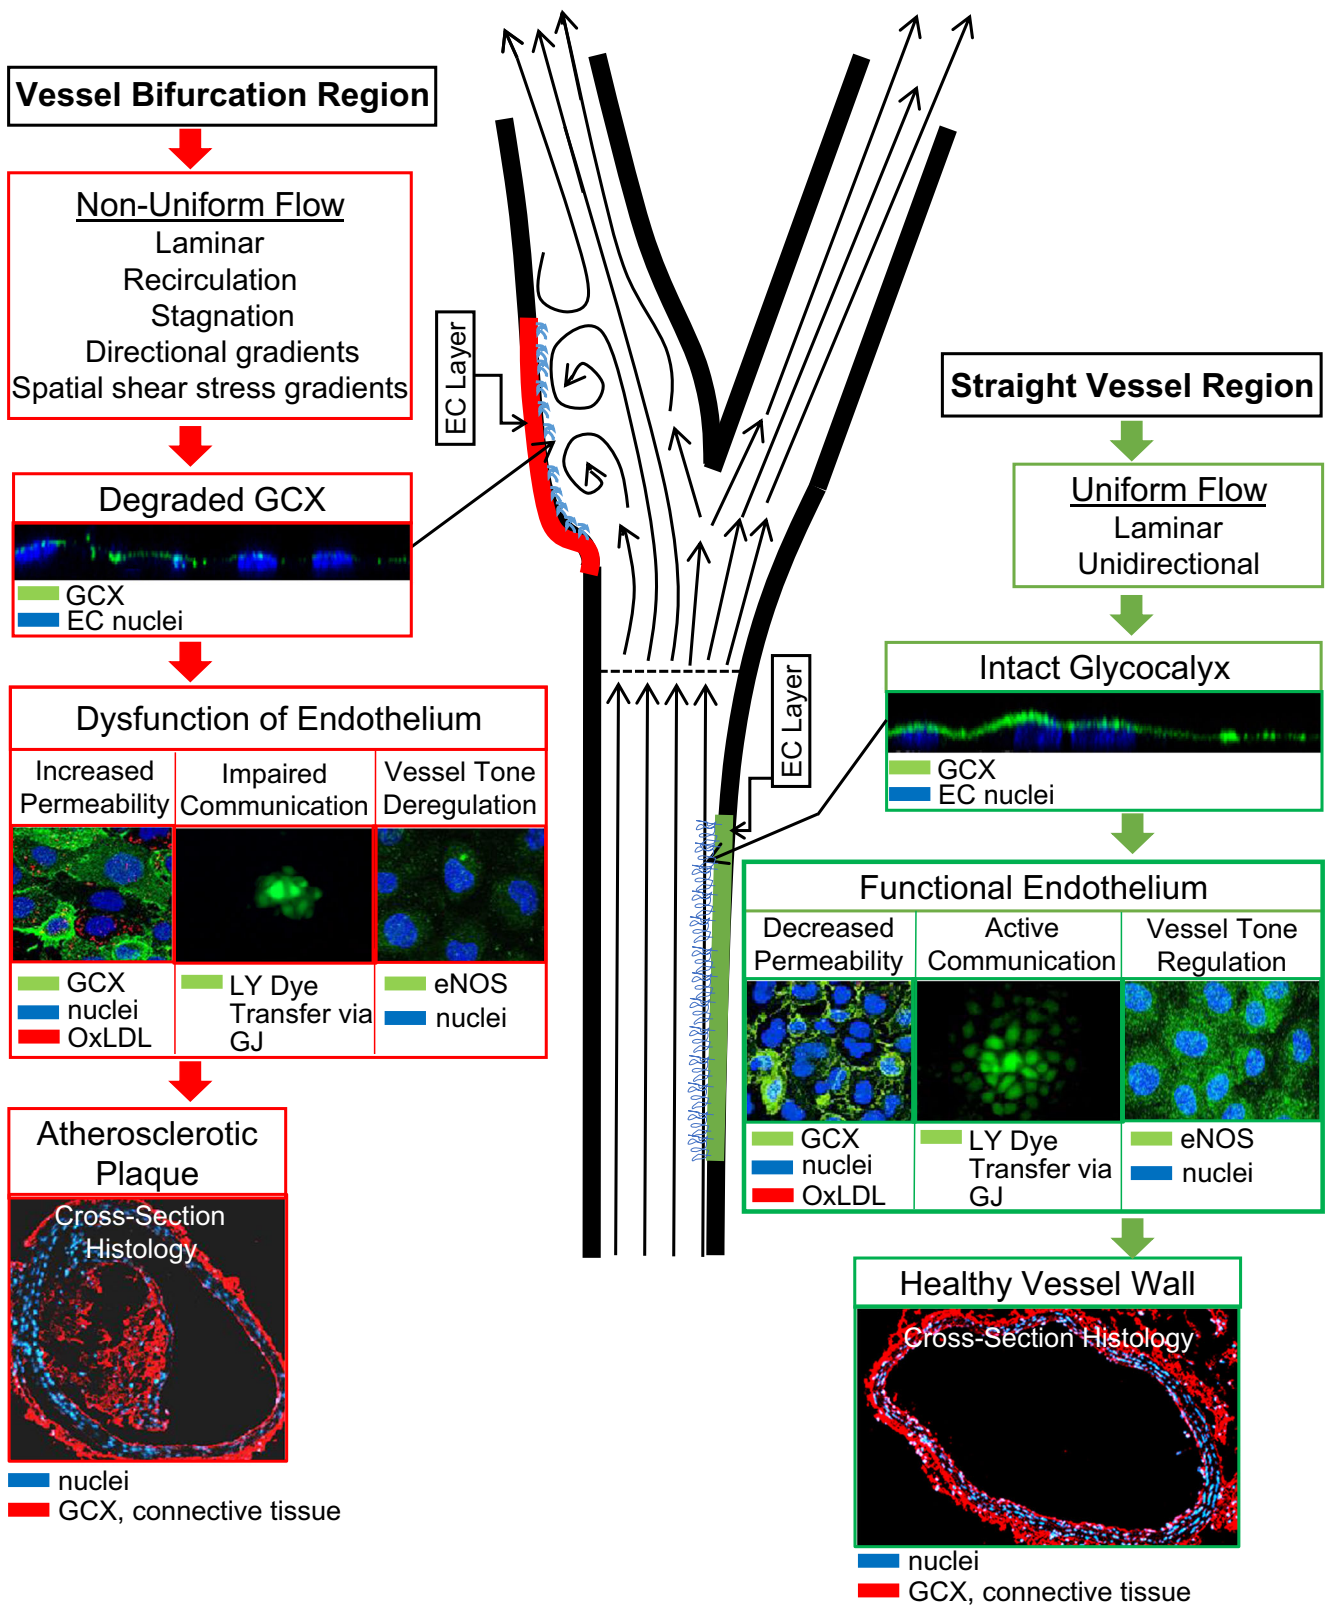 Vessel Bifurcation Region
Non-Uniform Flow
Laminar
Recirculation
Stagnation
Directional gradients
Spatial shear stress gradients
Degraded GCX
GCX
EC nuclei
Dysfunction of Endothelium
Increased
Permeability
Impaired
Communication
Vessel Tone
Deregulation
GCX
nuclei
OxLDL
LY Dye
Transfer via
GJ
eNOS
nuclei
Atherosclerotic
Plaque
Cross-Section
Histology
nuclei
GCX, connective tissue
EC Layer
EC Layer
Straight Vessel Region
Uniform Flow
Laminar
Unidirectional
Intact Glycocalyx
GCX
EC nuclei
Functional Endothelium
Decreased
Permeability
Active
Communication
Vessel Tone
Regulation
GCX
nuclei
OxLDL
LY Dye
Transfer via
GJ
eNOS
nuclei
Healthy Vessel Wall
Cross-Section Histology
nuclei
GCX, connective tissue